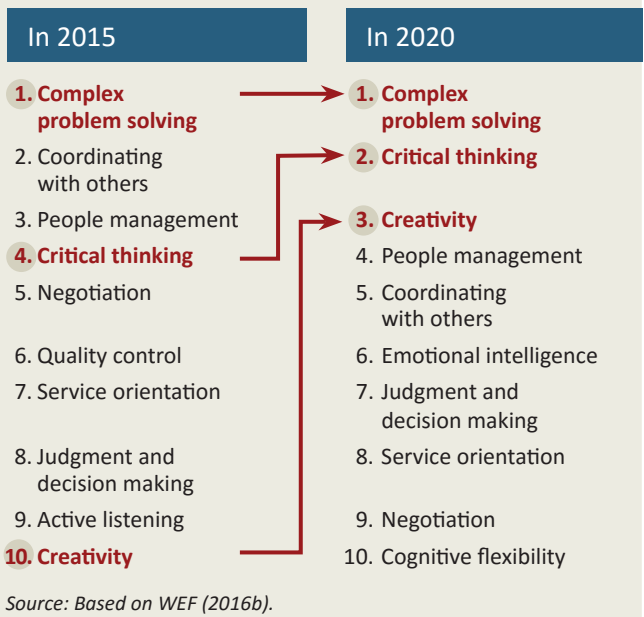 In 2015
1. Complex
problem solving
2. Coordinating
with others
3. People management
4. Critical thinking
5. Negotiation
6. Quality control
7. Service orientation
8. Judgment and
decision making
9. Active listening
10. Creativity
In 2020
1. Complex
problem solving
2. Critical thinking
3. Creativity
4. People management
5. Coordinating
with others
6. Emotional intelligence
7. Judgment and
decision making
8. Service orientation
9. Negotiation
10. Cognitive flexibility
Source: Based on WEF (2016b).